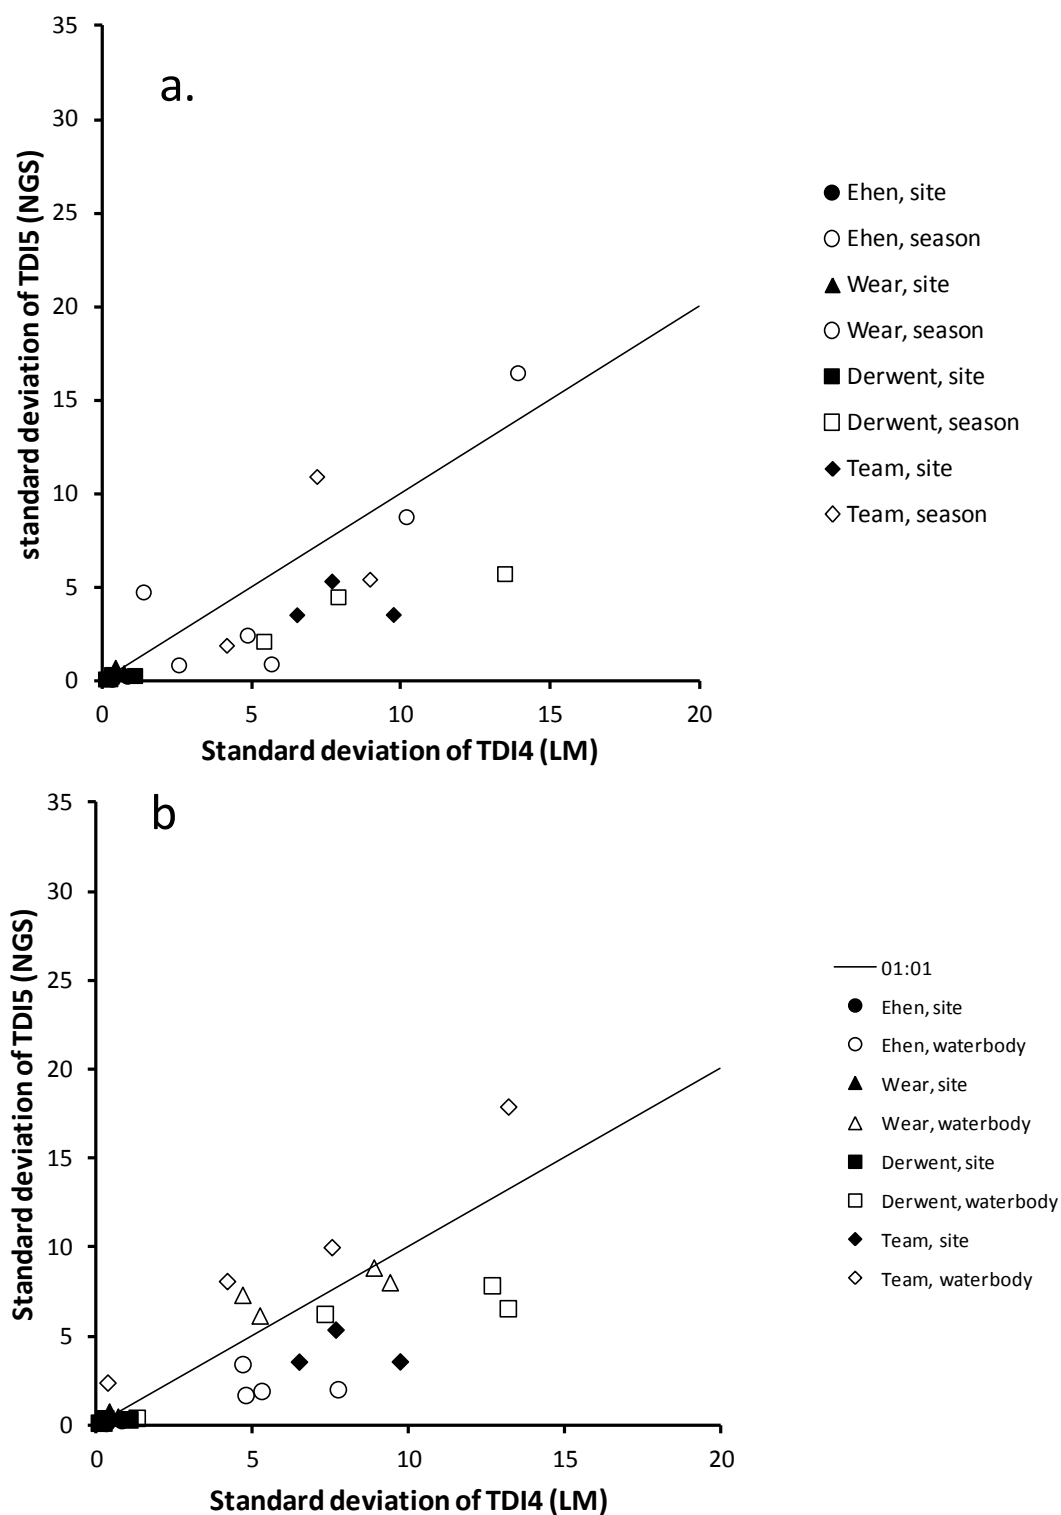 a.
35
30
25
20
15
10
5
0
standard deviation of TDI5 (NGS)
0 5 10 15 20
Standard deviation of TDI4 (LM)
Ehen, site
Ehen, season
Wear, site
Wear, season
Derwent, site
Derwent, season
Team, site
Team, season
b
35
30
25
20
15
10
5
0
Standard deviation of TDI5 (NGS)
0 5 10 15 20
Standard deviation of TDI4 (LM)
01:01
Ehen, site
Ehen, waterbody
Wear, site
Wear, waterbody
Derwent, site
Derwent, waterbody
Team, site
Team, waterbody